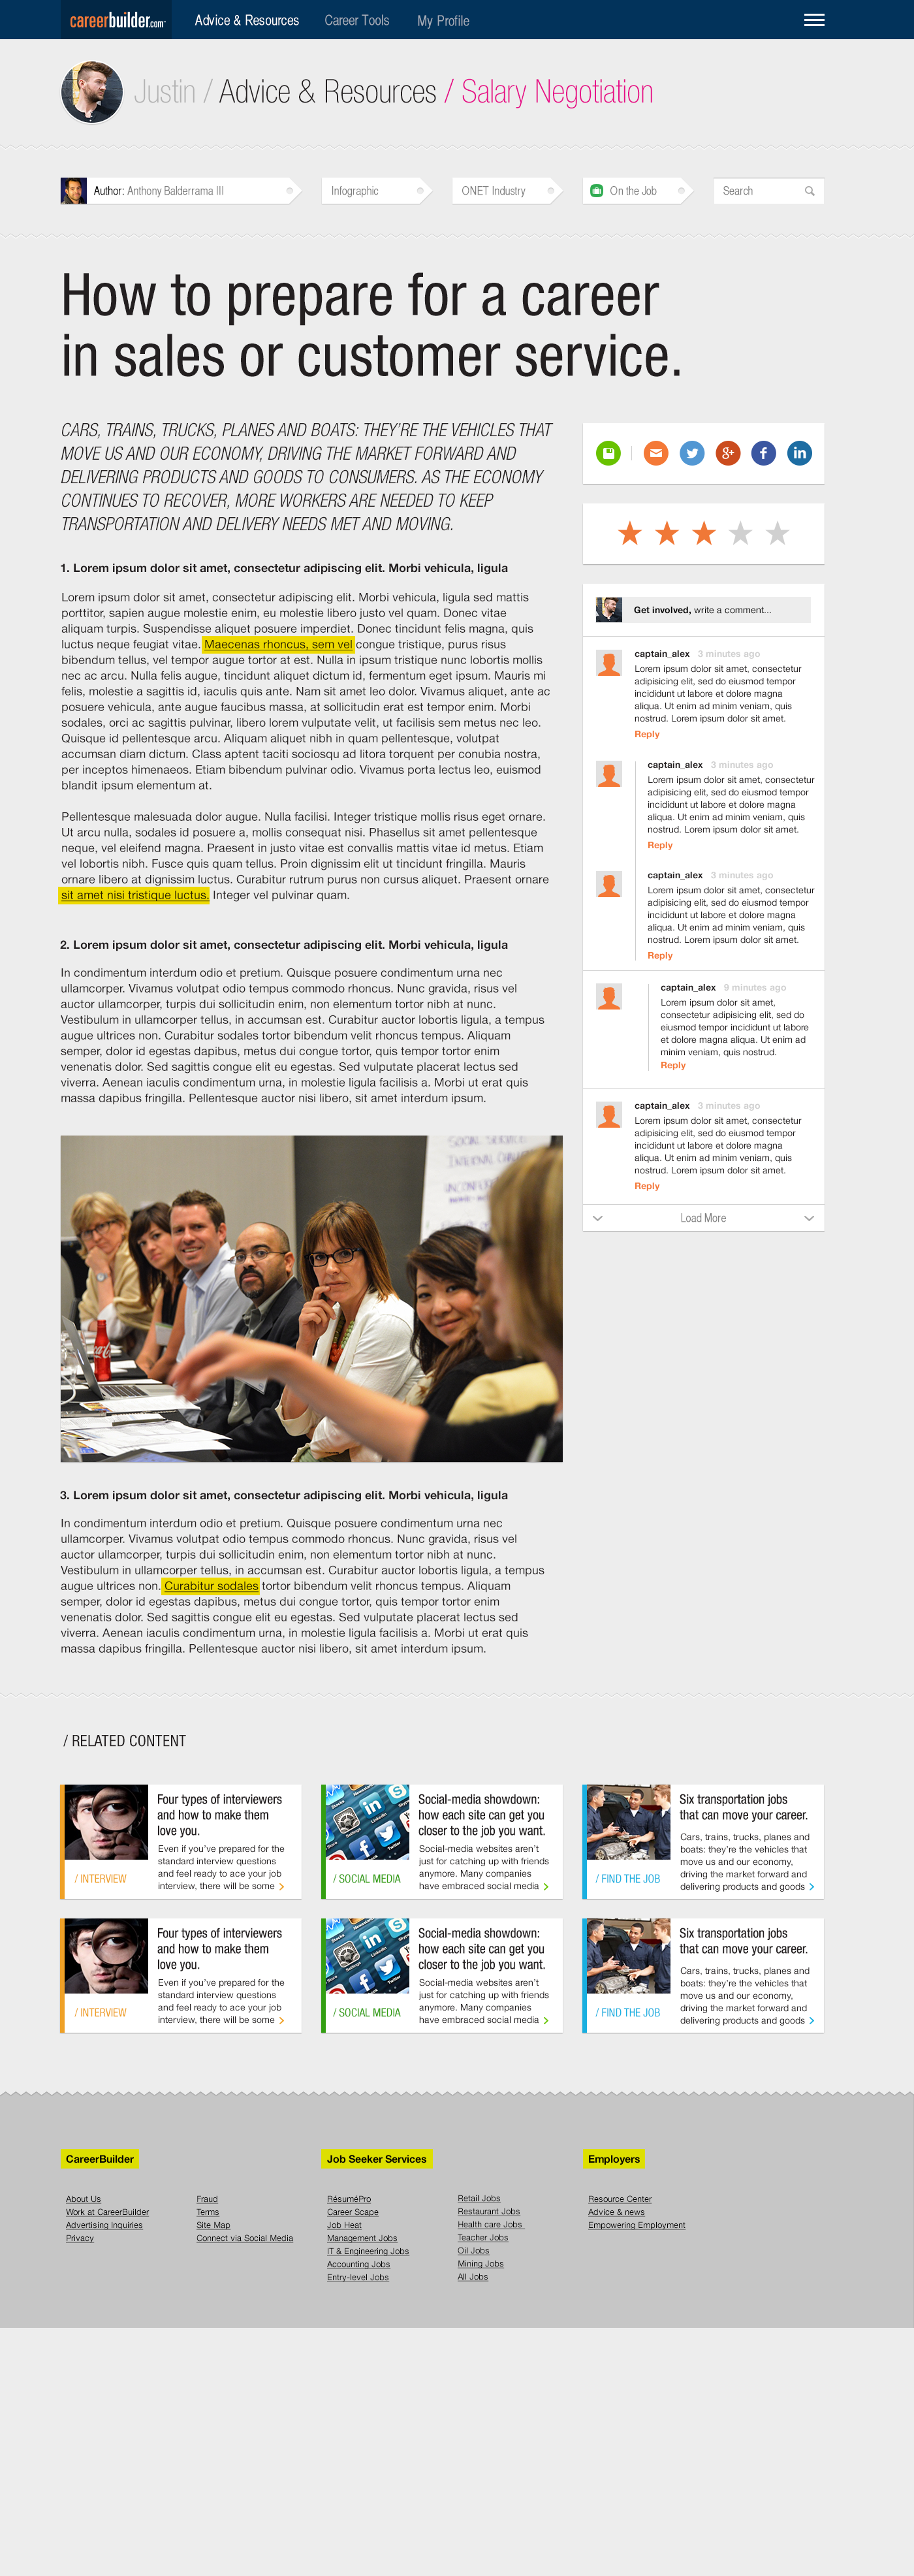 careerbuilder.com
Advice & Resources
Career Tools
My Profile
Justin / Advice & Resources / Salary Negotiation
Author: Anthony Balderrama III
Infographic
ONET Industry
On the Job
Search
How to prepare for a career
in sales or customer service.
CARS, TRAINS, TRUCKS, PLANES AND BOATS: THEY'RE THE VEHICLES THAT
MOVE US AND OUR ECONOMY, DRIVING THE MARKET FORWARD AND
DELIVERING PRODUCTS AND GOODS TO CONSUMERS. AS THE ECONOMY
CONTINUES TO RECOVER, MORE WORKERS ARE NEEDED TO KEEP
TRANSPORTATION AND DELIVERY NEEDS MET AND MOVING.
1. Lorem ipsum dolor sit amet, consectetur adipiscing elit. Morbi vehicula, ligula
Lorem ipsum dolor sit amet, consectetur adipiscing elit. Morbi vehicula, ligula sed mattis
porttitor, sapien augue molestie enim, eu molestie libero justo vel quam. Donec vitae
aliquam turpis. Suspendisse aliquet posuere imperdiet. Donec tincidunt felis magna, quis
luctus neque feugiat vitae. Maecenas rhoncus, sem vel congue tristique, purus risus
bibendum tellus, vel tempor augue tortor at est. Nulla in ipsum tristique nunc lobortis mollis
nec ac arcu. Nulla felis augue, tincidunt aliquet dictum id, fermentum eget ipsum. Mauris mi
felis, molestie a sagittis id, iaculis quis ante. Nam sit amet leo dolor. Vivamus aliquet, ante ac
posuere vehicula, ante augue faucibus massa, at sollicitudin erat est tempor enim. Morbi
sodales, orci ac sagittis pulvinar, libero lorem vulputate velit, ut facilisis sem metus nec leo.
Quisque id pellentesque arcu. Aliquam aliquet nibh in quam pellentesque, volutpat
accumsan diam dictum. Class aptent taciti sociosqu ad litora torquent per conubia nostra,
per inceptos himenaeos. Etiam bibendum pulvinar odio. Vivamus porta lectus leo, euismod
blandit ipsum elementum at.
Pellentesque malesuada dolor augue. Nulla facilisi. Integer tristique mollis risus eget ornare.
Ut arcu nulla, sodales id posuere a, mollis consequat nisi. Phasellus sit amet pellentesque
neque, vel eleifend magna. Praesent in justo vitae est convallis mattis vitae id metus. Etiam
vel lobortis nibh. Fusce quis quam tellus. Proin dignissim elit ut tincidunt fringilla. Mauris
ornare libero at dignissim luctus. Curabitur rutrum purus non cursus aliquet. Praesent ornare
sit amet nisi tristique luctus. Integer vel pulvinar quam.
2. Lorem ipsum dolor sit amet, consectetur adipiscing elit. Morbi vehicula, ligula
In condimentum interdum odio et pretium. Quisque posuere condimentum urna nec
ullamcorper. Vivamus volutpat odio tempus commodo rhoncus. Nunc gravida, risus vel
auctor ullamcorper, turpis dui sollicitudin enim, non elementum tortor nibh at nunc.
Vestibulum in ullamcorper tellus, in accumsan est. Curabitur auctor lobortis ligula, a tempus
augue ultrices non. Curabitur sodales tortor bibendum velit rhoncus tempus. Aliquam
semper, dolor id egestas dapibus, metus dui congue tortor, quis tempor tortor enim
venenatis dolor. Sed sagittis congue elit eu egestas. Sed vulputate placerat lectus sed
viverra. Aenean iaculis condimentum urna, in molestie ligula facilisis a. Morbi ut erat quis
massa dapibus fringilla. Pellentesque auctor nisi libero, sit amet interdum ipsum.
3. Lorem ipsum dolor sit amet, consectetur adipiscing elit. Morbi vehicula, ligula
In condimentum interdum odio et pretium. Quisque posuere condimentum urna nec
ullamcorper. Vivamus volutpat odio tempus commodo rhoncus. Nunc gravida, risus vel
auctor ullamcorper, turpis dui sollicitudin enim, non elementum tortor nibh at nunc.
Vestibulum in ullamcorper tellus, in accumsan est. Curabitur auctor lobortis ligula, a tempus
augue ultrices non. Curabitur sodales tortor bibendum velit rhoncus tempus. Aliquam
semper, dolor id egestas dapibus, metus dui congue tortor, quis tempor tortor enim
venenatis dolor. Sed sagittis congue elit eu egestas. Sed vulputate placerat lectus sed
viverra. Aenean iaculis condimentum urna, in molestie ligula facilisis a. Morbi ut erat quis
massa dapibus fringilla. Pellentesque auctor nisi libero, sit amet interdum ipsum.
Get involved, write a comment...
captain_alex 3 minutes ago
Lorem ipsum dolor sit amet, consectetur
adipisicing elit, sed do eiusmod tempor
incididunt ut labore et dolore magna
aliqua. Ut enim ad minim veniam, quis
nostrud. Lorem ipsum dolor sit amet.
Reply
captain_alex 3 minutes ago
Lorem ipsum dolor sit amet, consectetur
adipisicing elit, sed do eiusmod tempor
incididunt ut labore et dolore magna
aliqua. Ut enim ad minim veniam, quis
nostrud. Lorem ipsum dolor sit amet.
Reply
captain_alex 3 minutes ago
Lorem ipsum dolor sit amet, consectetur
adipisicing elit, sed do eiusmod tempor
incididunt ut labore et dolore magna
aliqua. Ut enim ad minim veniam, quis
nostrud. Lorem ipsum dolor sit amet.
Reply
captain_alex 9 minutes ago
Lorem ipsum dolor sit amet,
consectetur adipisicing elit, sed do
eiusmod tempor incididunt ut labore
et dolore magna aliqua. Ut enim ad
minim veniam, quis nostrud.
Reply
captain_alex 3 minutes ago
Lorem ipsum dolor sit amet, consectetur
adipisicing elit, sed do eiusmod tempor
incididunt ut labore et dolore magna
aliqua. Ut enim ad minim veniam, quis
nostrud. Lorem ipsum dolor sit amet.
Reply
Load More
/ RELATED CONTENT
Four types of interviewers
and how to make them
love you.
Even if you've prepared for the
standard interview questions
and feel ready to ace your job
interview, there will be some
/ INTERVIEW
Social-media showdown:
how each site can get you
closer to the job you want.
Social-media websites aren't
just for catching up with friends
anymore. Many companies
have embraced social media
/ SOCIAL MEDIA
Six transportation jobs
that can move your career.
Cars, trains, trucks, planes and
boats: they're the vehicles that
move us and our economy,
driving the market forward and
delivering products and goods
/ FIND THE JOB
Four types of interviewers
and how to make them
love you.
Even if you've prepared for the
standard interview questions
and feel ready to ace your job
interview, there will be some
/ INTERVIEW
Social-media showdown:
how each site can get you
closer to the job you want.
Social-media websites aren't
just for catching up with friends
anymore. Many companies
have embraced social media
/ SOCIAL MEDIA
Six transportation jobs
that can move your career.
Cars, trains, trucks, planes and
boats: they're the vehicles that
move us and our economy,
driving the market forward and
delivering products and goods
/ FIND THE JOB
CareerBuilder
About Us
Work at CareerBuilder
Advertising Inquiries
Privacy
Fraud
Terms
Site Map
Connect via Social Media
Job Seeker Services
RésuméPro
Career Scape
Job Heat
Management Jobs
IT & Engineering Jobs
Accounting Jobs
Entry-level Jobs
Retail Jobs
Restaurant Jobs
Health care Jobs
Teacher Jobs
Oil Jobs
Mining Jobs
All Jobs
Employers
Resource Center
Advice & news
Empowering Employment